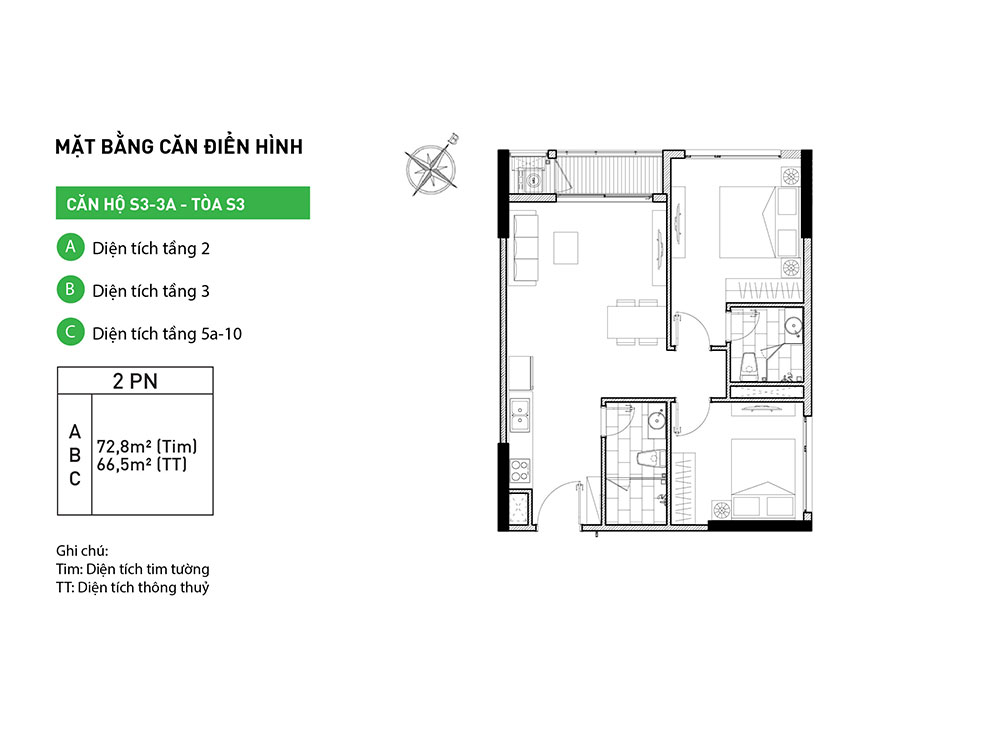 MẶT BẰNG CĂN ĐIỂN HÌNH
B
CĂN HỘ S3-3A - TÒA S3
A Diện tích tầng 2
B Diện tích tầng 3
C Diện tích tầng 5a-10
2 PN
A
B
C
72,8m² (Tim)
66,5m² (TT)
Ghi chú:
Tim: Diện tích tim tường
TT: Diện tích thông thuỷ